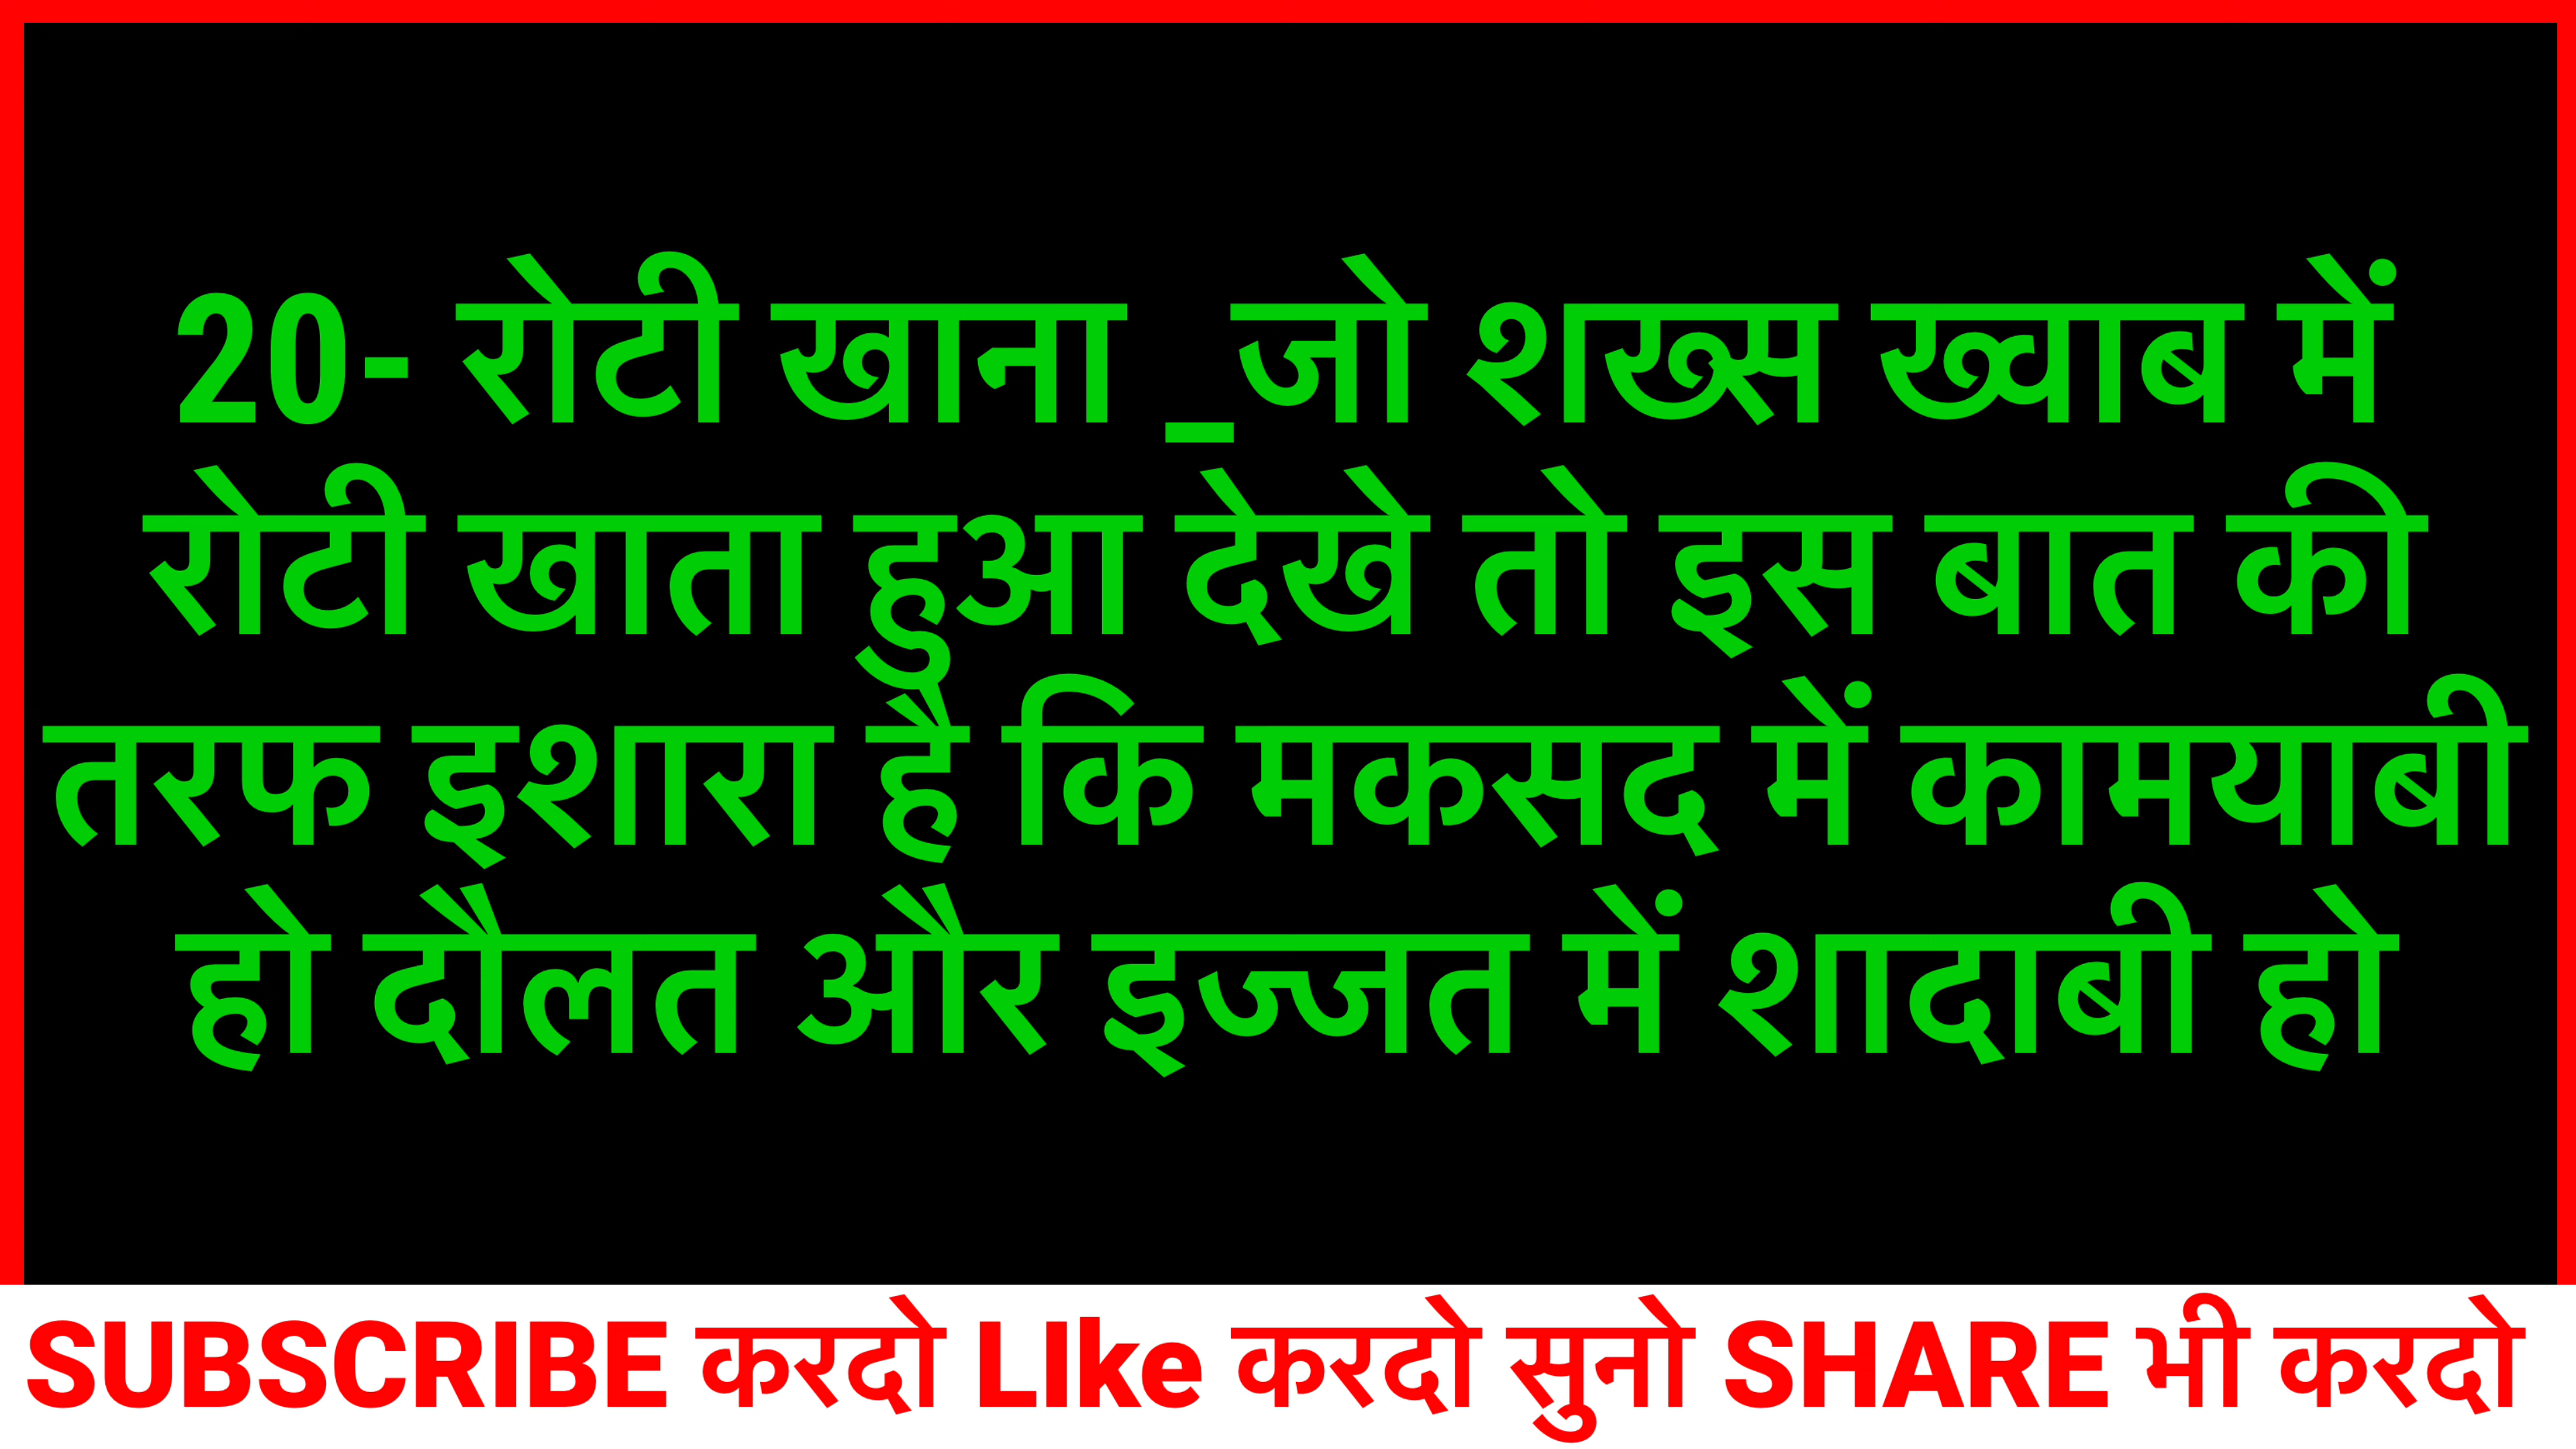 20- रोटी खाना _जो शख्स ख्वाब में
रोटी खाता हुआ देखे तो इस बात की
तरफ इशारा है कि मकसद में कामयाबी
हो दौलत और इज्जत में शादाबी हो
SUBSCRIBE करदो LIke करदो सुनो SHARE भी करदो